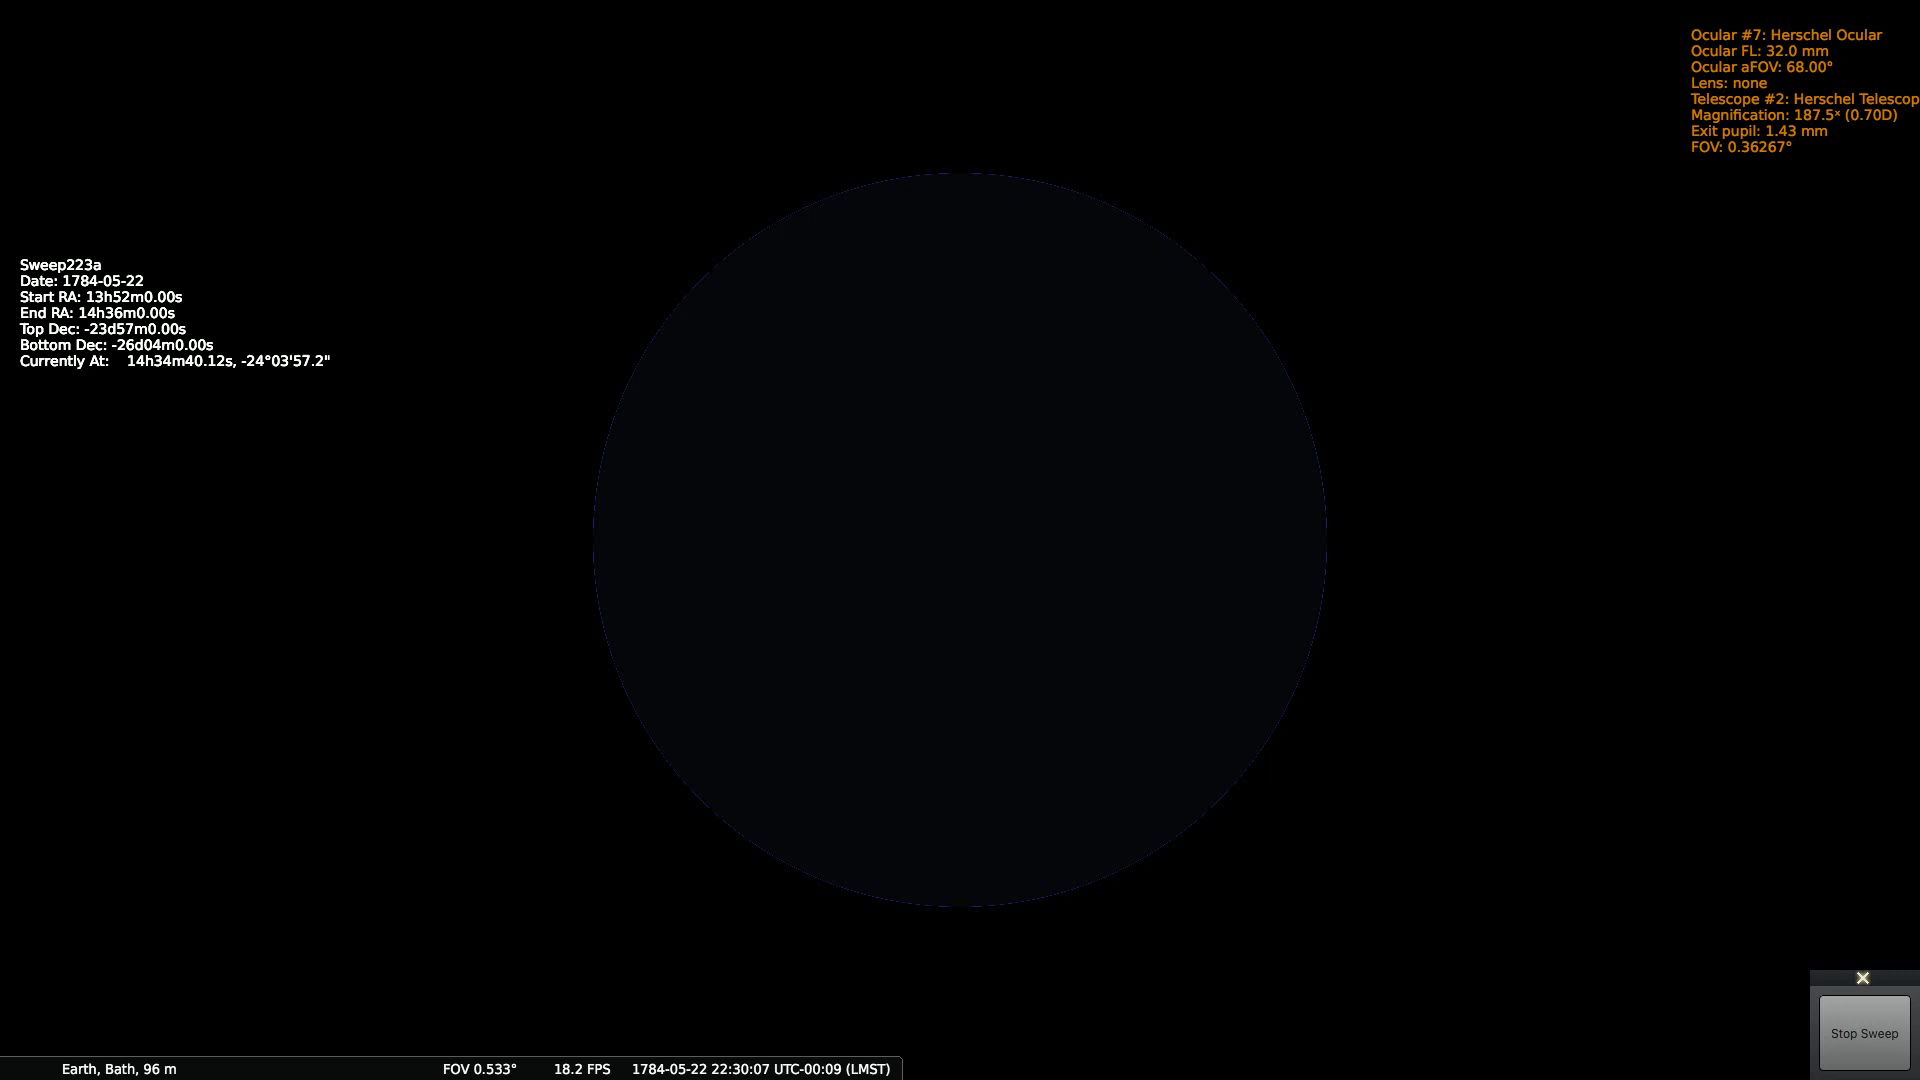 Ocular #7: Herschel Ocular
Ocular FL: 32.0 mm
Ocular aFOV: 68.00°
Lens: none
Telescope #2: Herschel Telescop
Magnification: 187.5ˣ (0.70D)
Exit pupil: 1.43 mm
FOV: 0.36267°
Sweep223a
Date: 1784-05-22
Start RA: 13h52m0.00s
End RA: 14h36m0.00s
Top Dec: -23d57m0.00s
Bottom Dec: -26d04m0.00s
Currently At: 14h34m40.12s, -24°03'57.2"
Stop Sweep
Earth, Bath, 96 m FOV 0.533° 18.2 FPS 1784-05-22 22:30:07 UTC-00:09 (LMST)